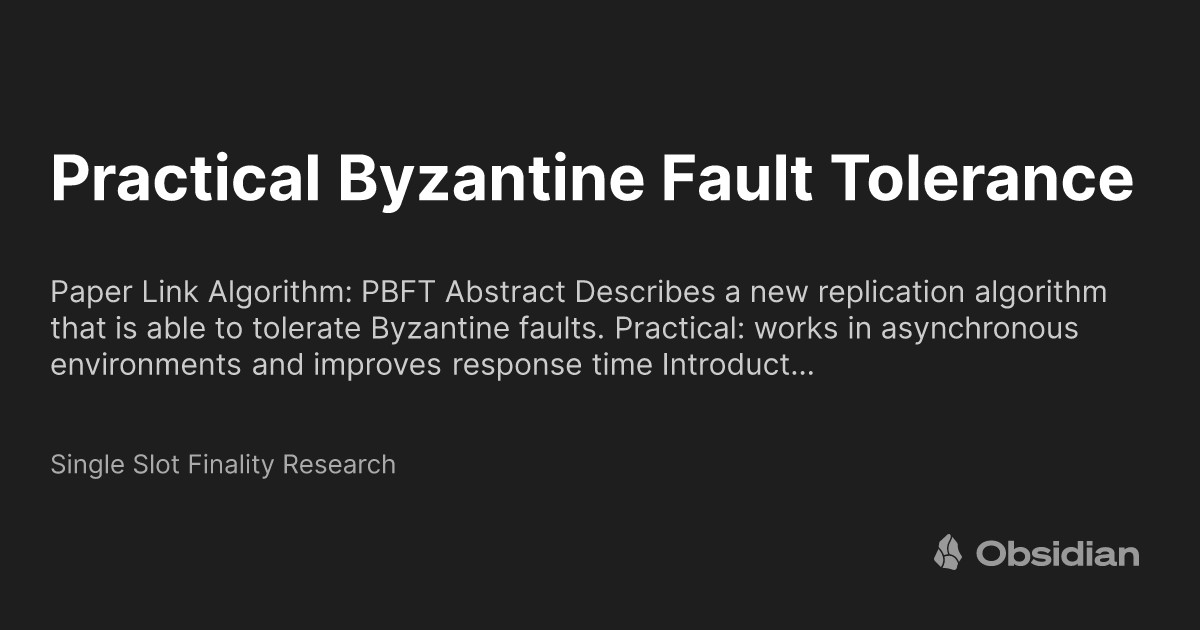 Practical Byzantine Fault Tolerance
Paper Link Algorithm: PBFT Abstract Describes a new replication algorithm
that is able to tolerate Byzantine faults. Practical: works in asynchronous
environments and improves response time Introduct...
Single Slot Finality Research
Obsidian